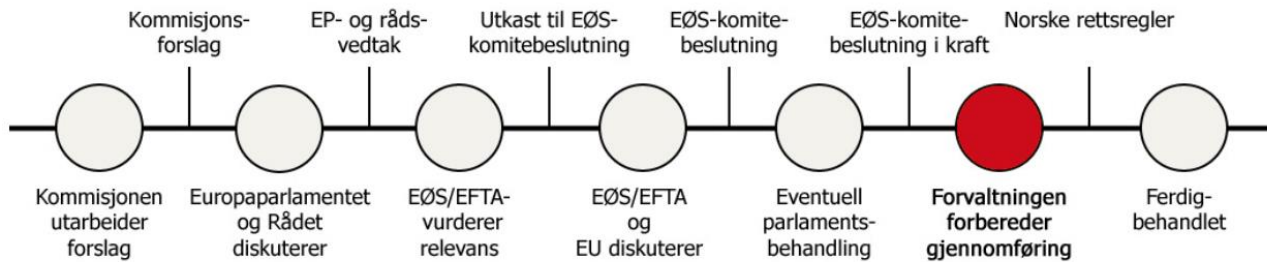 Kommisjons-
forslag
EP- og råds-
vedtak
Utkast til EØS-
komitebeslutning
EØS-komite-
beslutning
EØS-komite-
beslutning i kraft
Norske rettsregler
Kommisjonen
utarbeider
forslag
Europaparlamentet
og Rådet
diskuterer
EØS/EFTA-
vurderer
relevans
EØS/EFTA
og
EU diskuterer
Eventuell
parlaments-
behandling
Forvaltningen
forbereder
gjennomføring
Ferdig-
behandlet